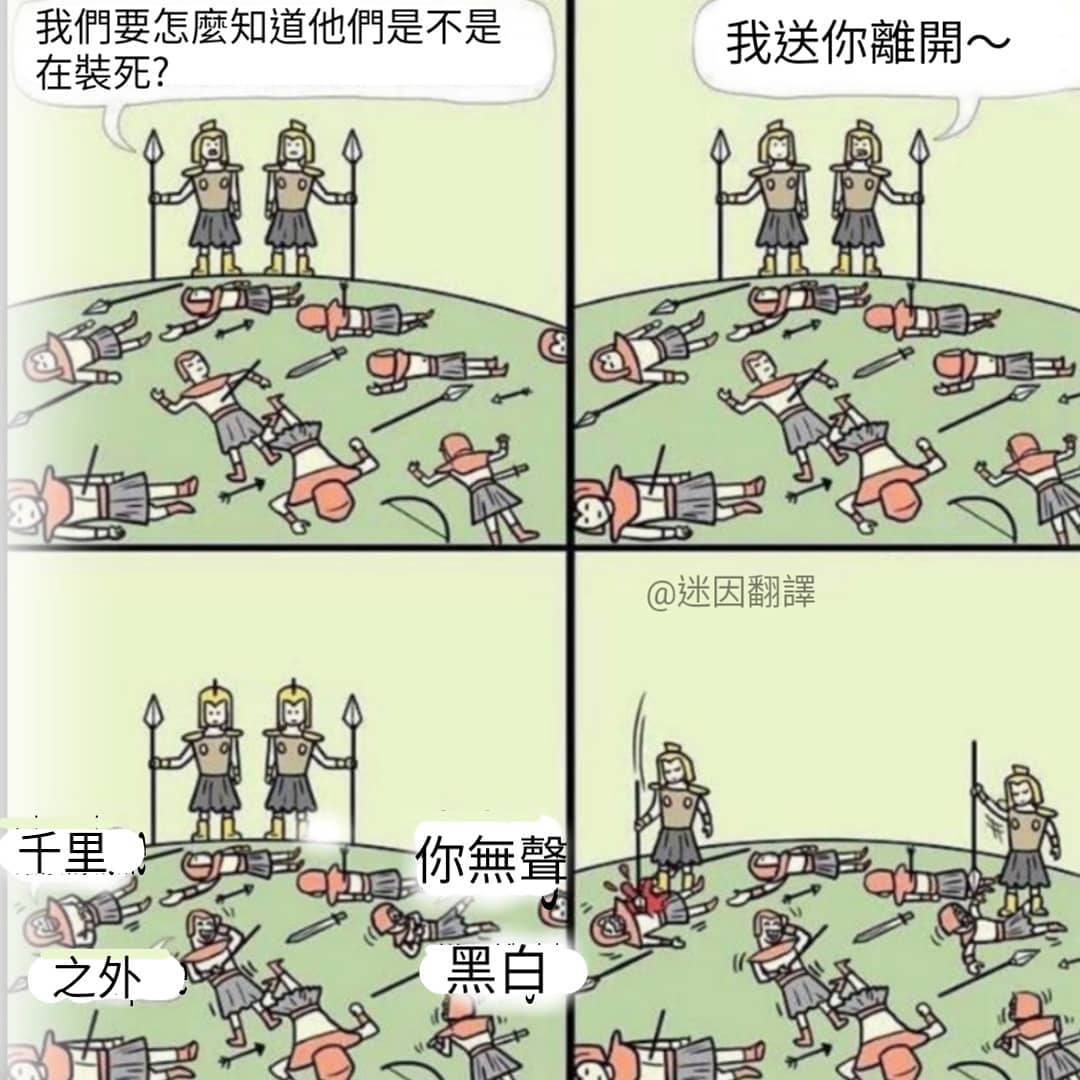 我們要怎麼知道他們是不是
在裝死?
我送你離開～
千里
之外
你無聲
黑白
@迷因翻譯